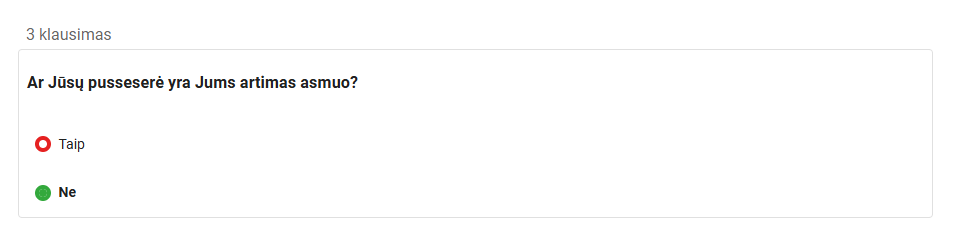 3 klausimas
Ar Jūsų pusseserė yra Jums artimas asmuo?
Taip
Ne